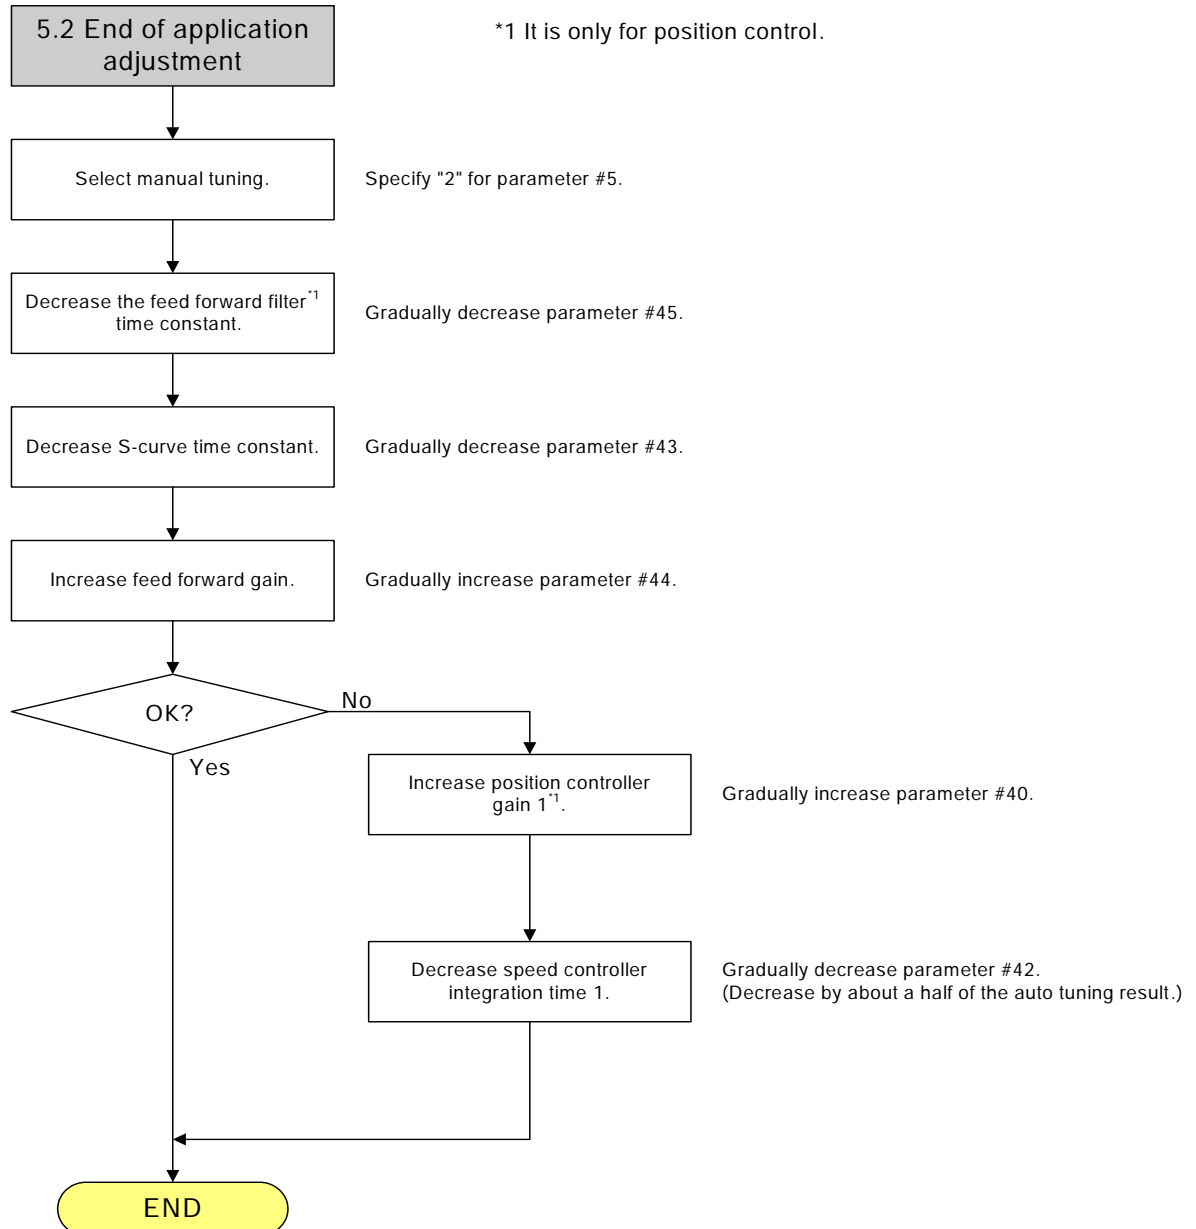 5.2 End of application
adjustment
*1 It is only for position control.
Select manual tuning.
Specify "2" for parameter #5.
Decrease the feed forward filter*1
time constant.
Gradually decrease parameter #45.
Decrease S-curve time constant.
Gradually decrease parameter #43.
Increase feed forward gain.
Gradually increase parameter #44.
OK?
No
Yes
Increase position controller
gain 1*1.
Gradually increase parameter #40.
Decrease speed controller
integration time 1.
Gradually decrease parameter #42.
(Decrease by about a half of the auto tuning result.)
END